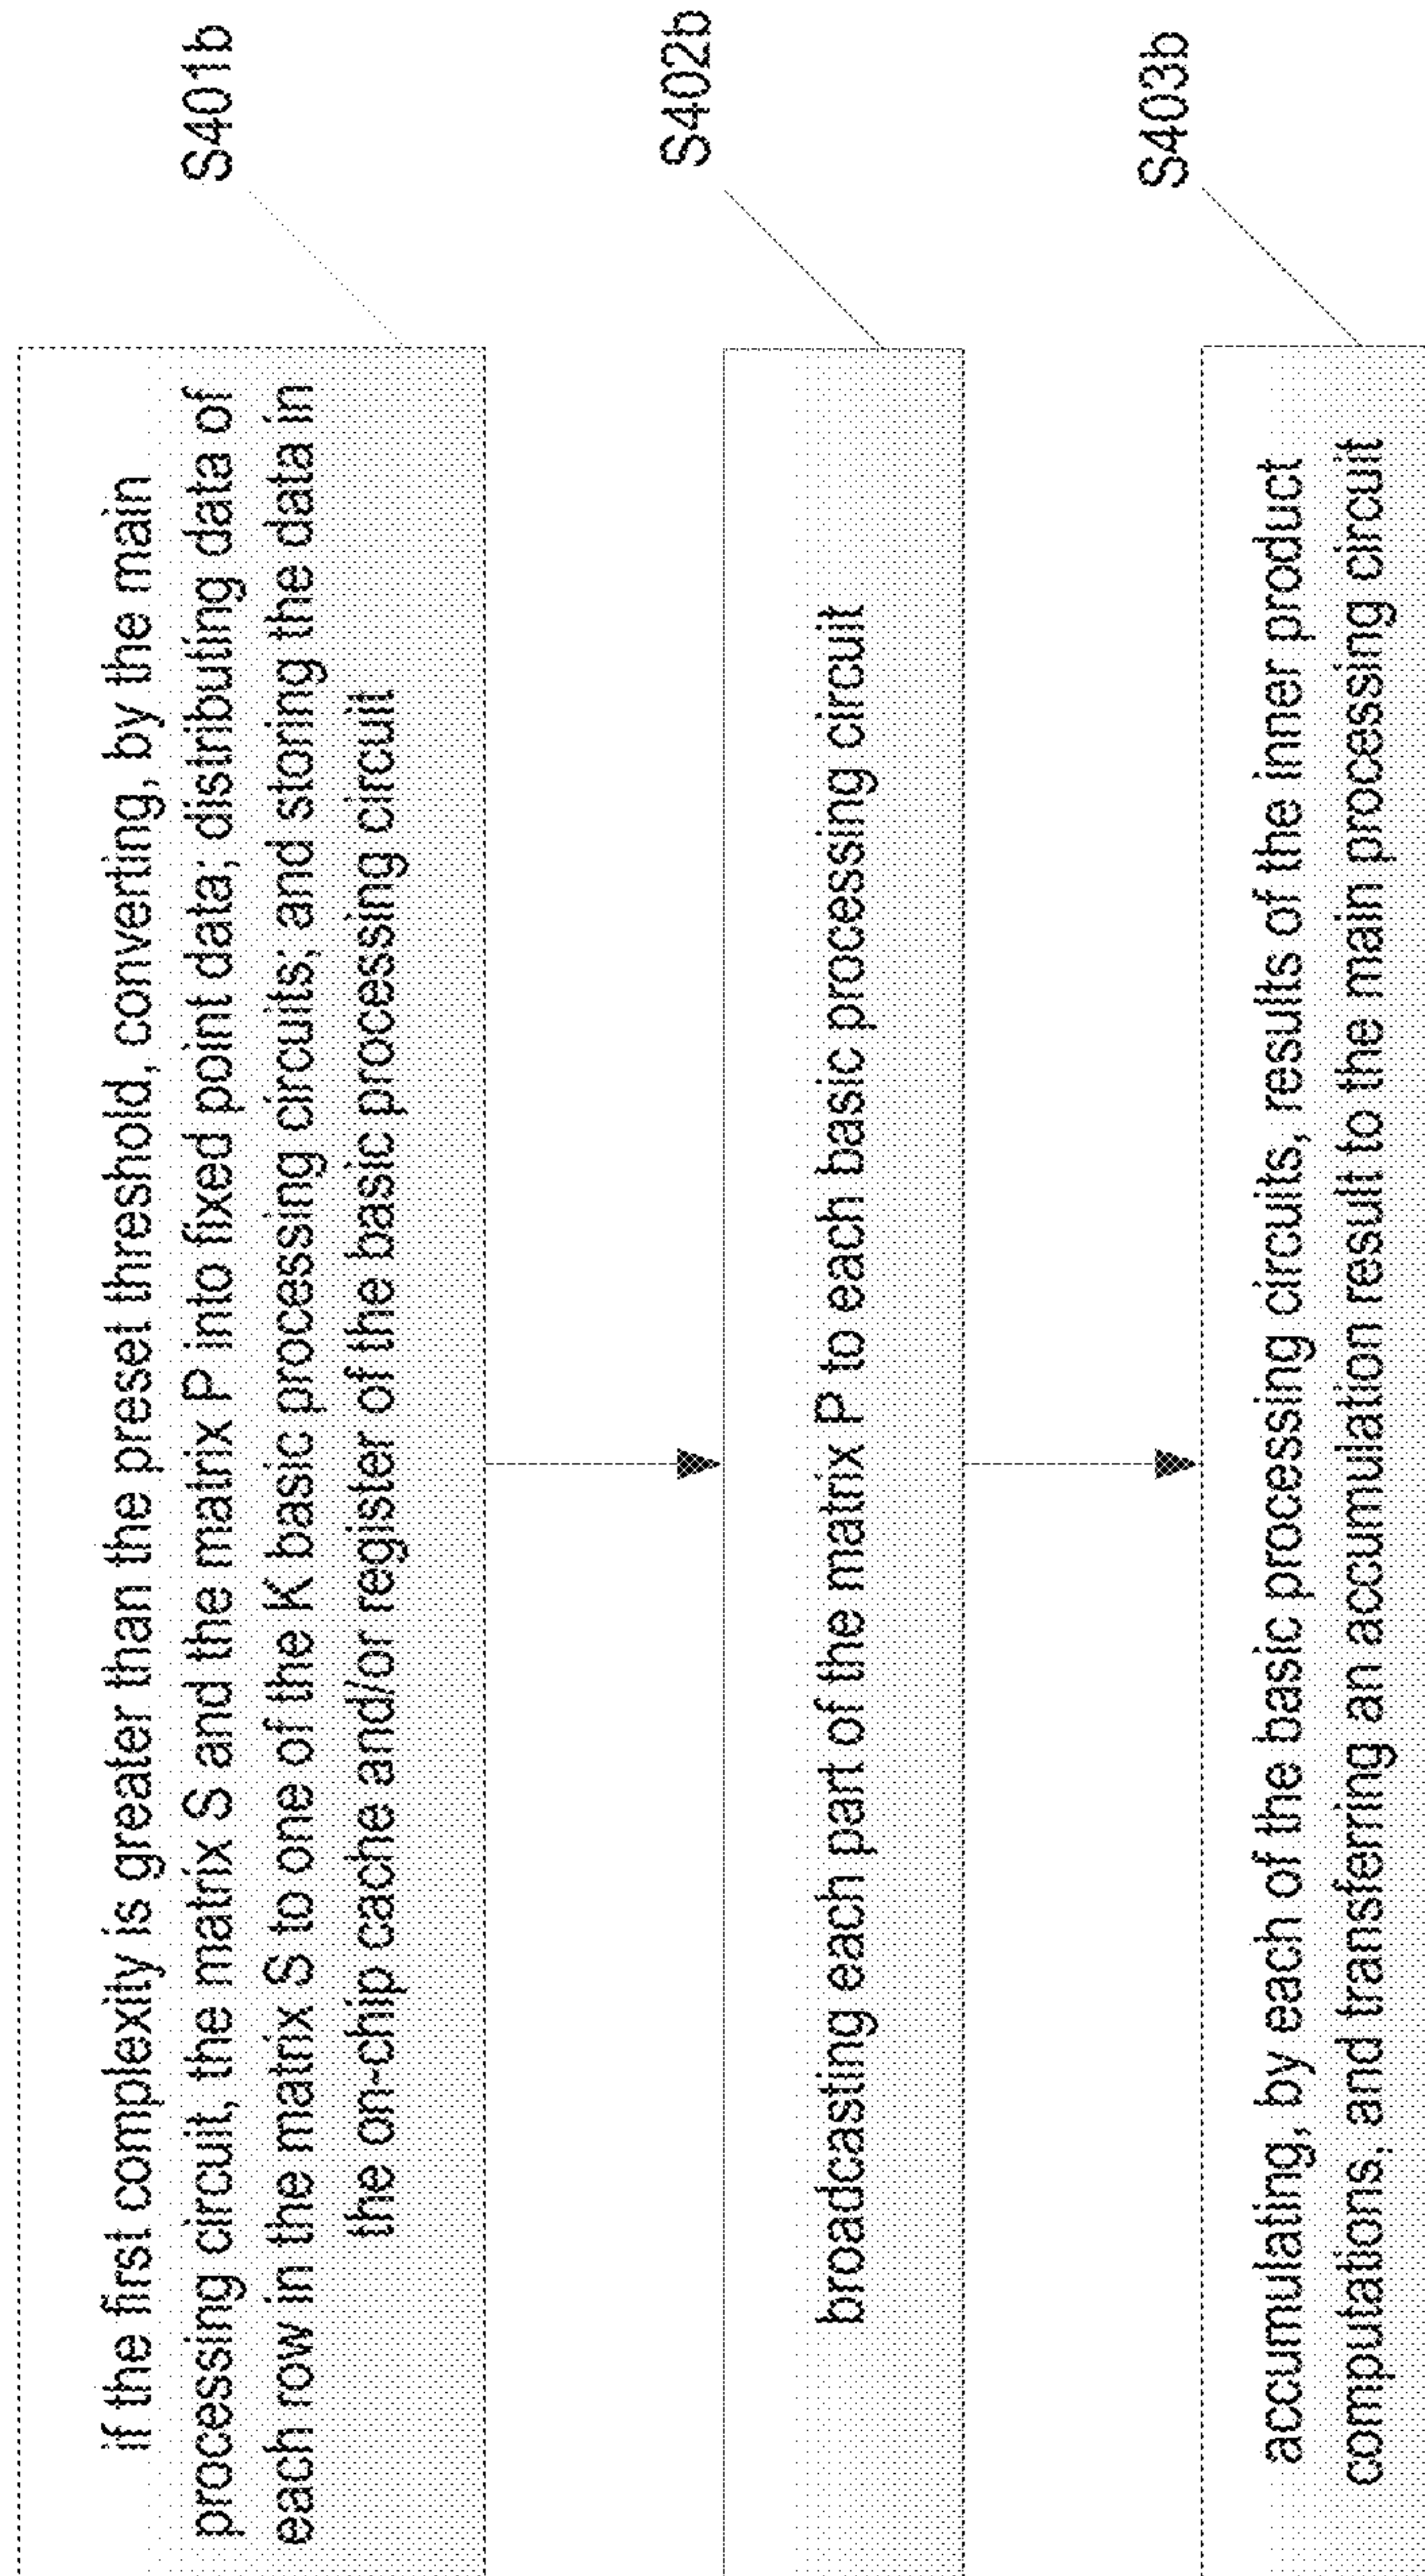 S401b
if the first complexity is greater than the preset threshold, converting, by the main
processing circuit, the matrix S and the matrix P into fixed point data; distributing data of
each row in the matrix S to one of the K basic processing circuits; and storing the data in
the on-chip cache and/or register of the basic processing circuit
S402b
broadcasting each part of the matrix P to each basic processing circuit
S403b
accumulating, by each of the basic processing circuits, results of the inner product
computations, and transferring an accumulation result to the main processing circuit